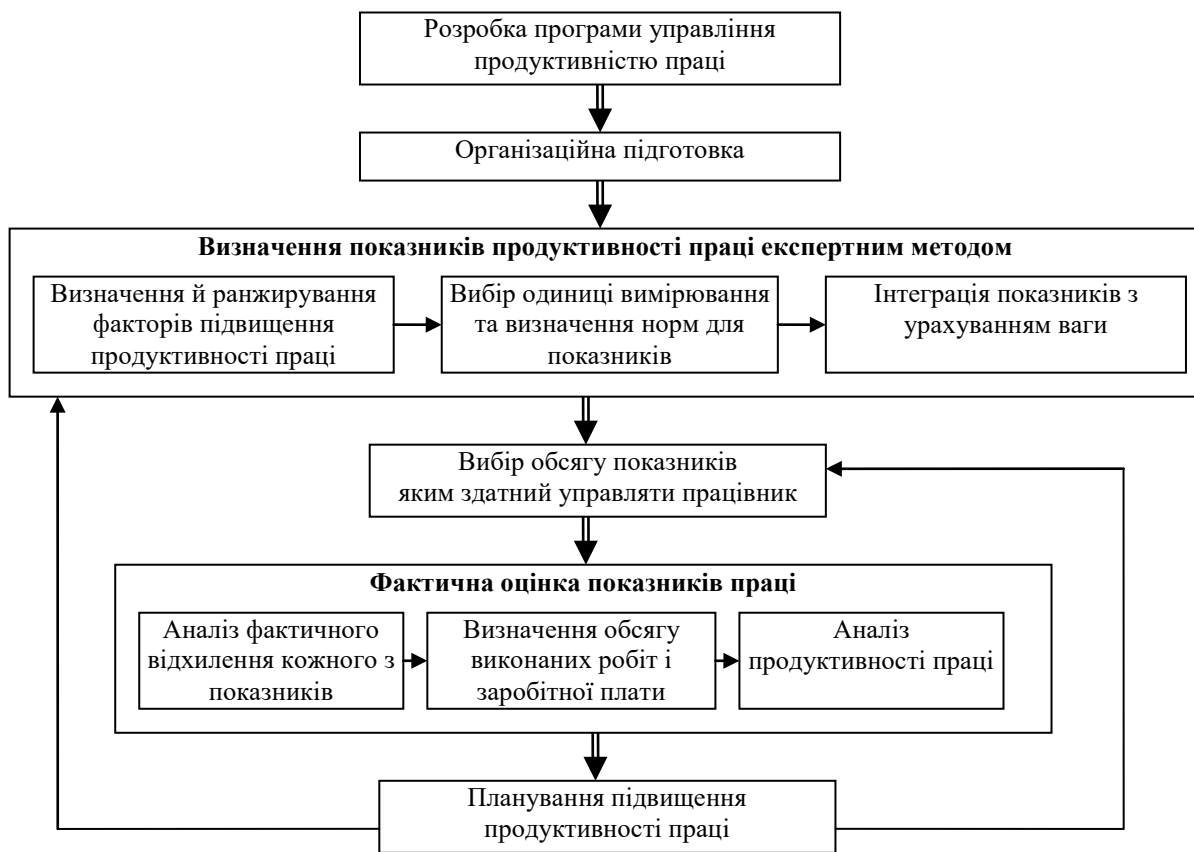 Розробка програми управління
продуктивністю праці
Організаційна підготовка
Визначення показників продуктивності праці експертним методом
Визначення й ранжирування
факторів підвищення
продуктивності праці
Вибір одиниці вимірювання
та визначення норм для
показників
Інтеграція показників з
урахуванням ваги
Вибір обсягу показників
яким здатний управляти працівник
Фактична оцінка показників праці
Аналіз фактичного
відхилення кожного з
показників
Визначення обсягу
виконаних робіт і
заробітної плати
Аналіз
продуктивності праці
Планування підвищення
продуктивності праці